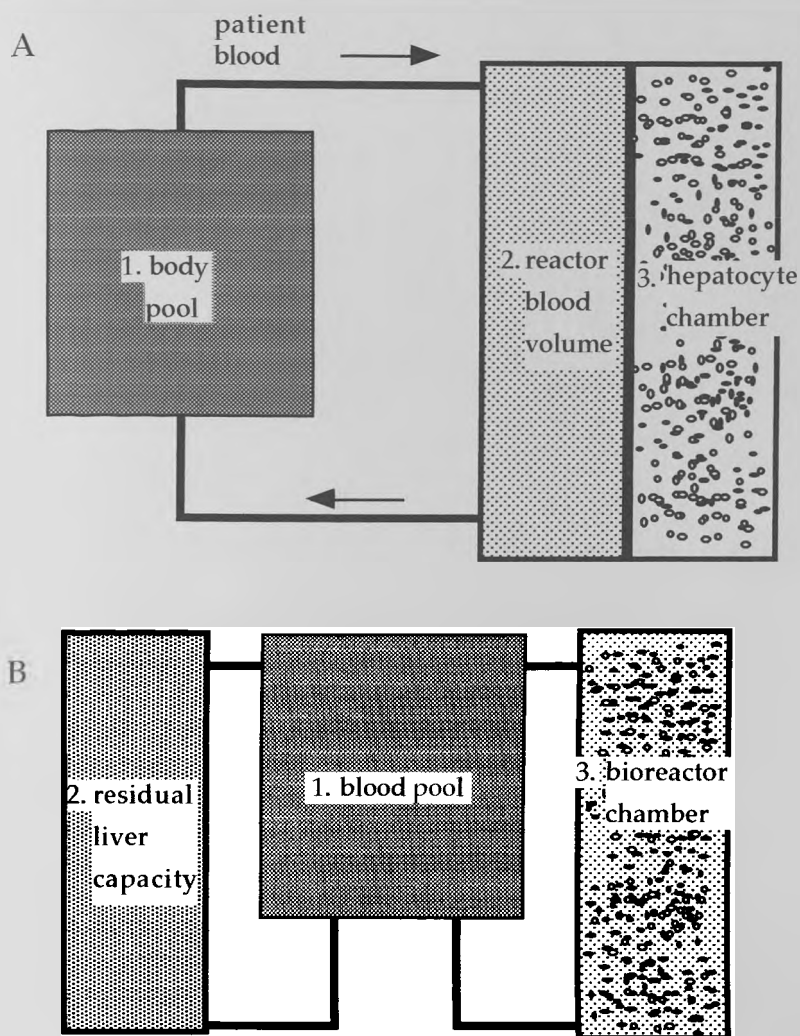 A
patient
blood
1. body
pool
2. reactor
blood
volume
3. hepatocyte
chamber
B
2. residual
liver
capacity
1. blood pool
3. bioreactor
chamber